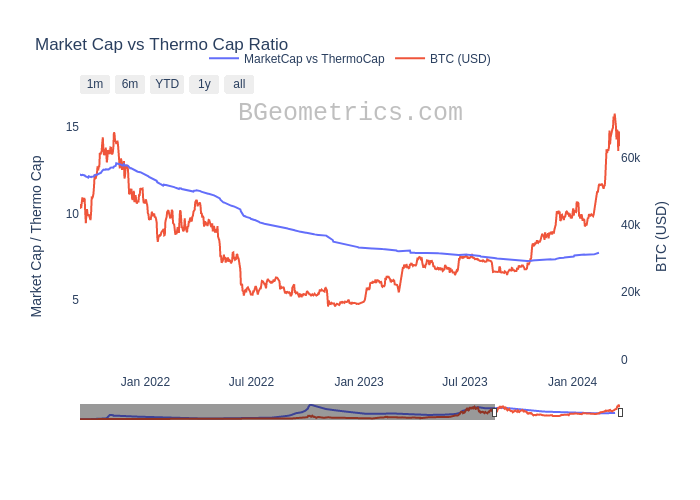 Market Cap vs Thermo Cap Ratio
MarketCap vs ThermoCap
BTC (USD)
1m
6m
YTD
1y
all
BGeometrics.com
15
10
5
Market Cap / Thermo Cap
60k
40k
20k
0
BTC (USD)
Jan 2022
Jul 2022
Jan 2023
Jul 2023
Jan 2024